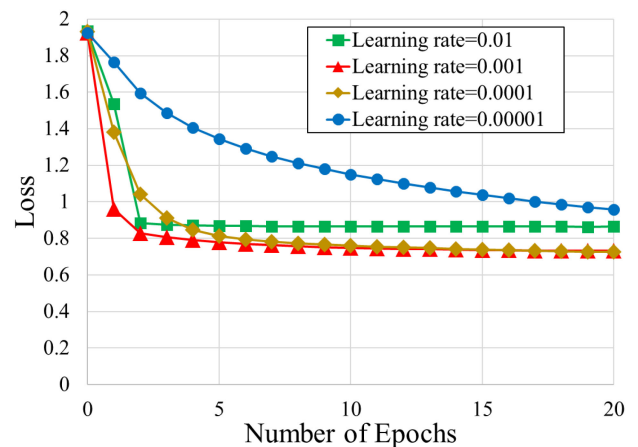 2
1.8
1.6
1.4
1.2
1
0.8
0.6
0.4
0.2
0
Loss
Learning rate=0.01
Learning rate=0.001
Learning rate=0.0001
Learning rate=0.00001
0 5 10 15 20
Number of Epochs